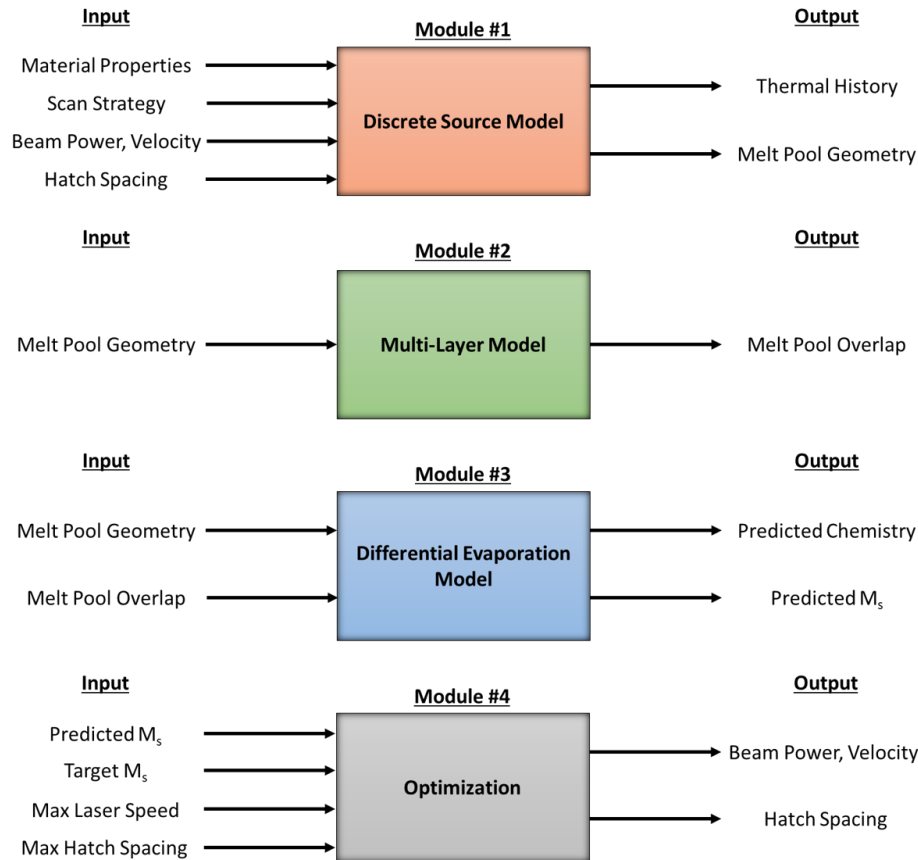 Input
Module #1
Output
Material Properties
Scan Strategy
Beam Power, Velocity
Hatch Spacing
Discrete Source Model
Thermal History
Melt Pool Geometry
Input
Module #2
Output
Melt Pool Geometry
Multi-Layer Model
Melt Pool Overlap
Input
Module #3
Output
Melt Pool Geometry
Melt Pool Overlap
Differential Evaporation
Model
Predicted Chemistry
Predicted Ms
Input
Module #4
Output
Predicted Ms
Target Ms
Max Laser Speed
Max Hatch Spacing
Optimization
Beam Power, Velocity
Hatch Spacing